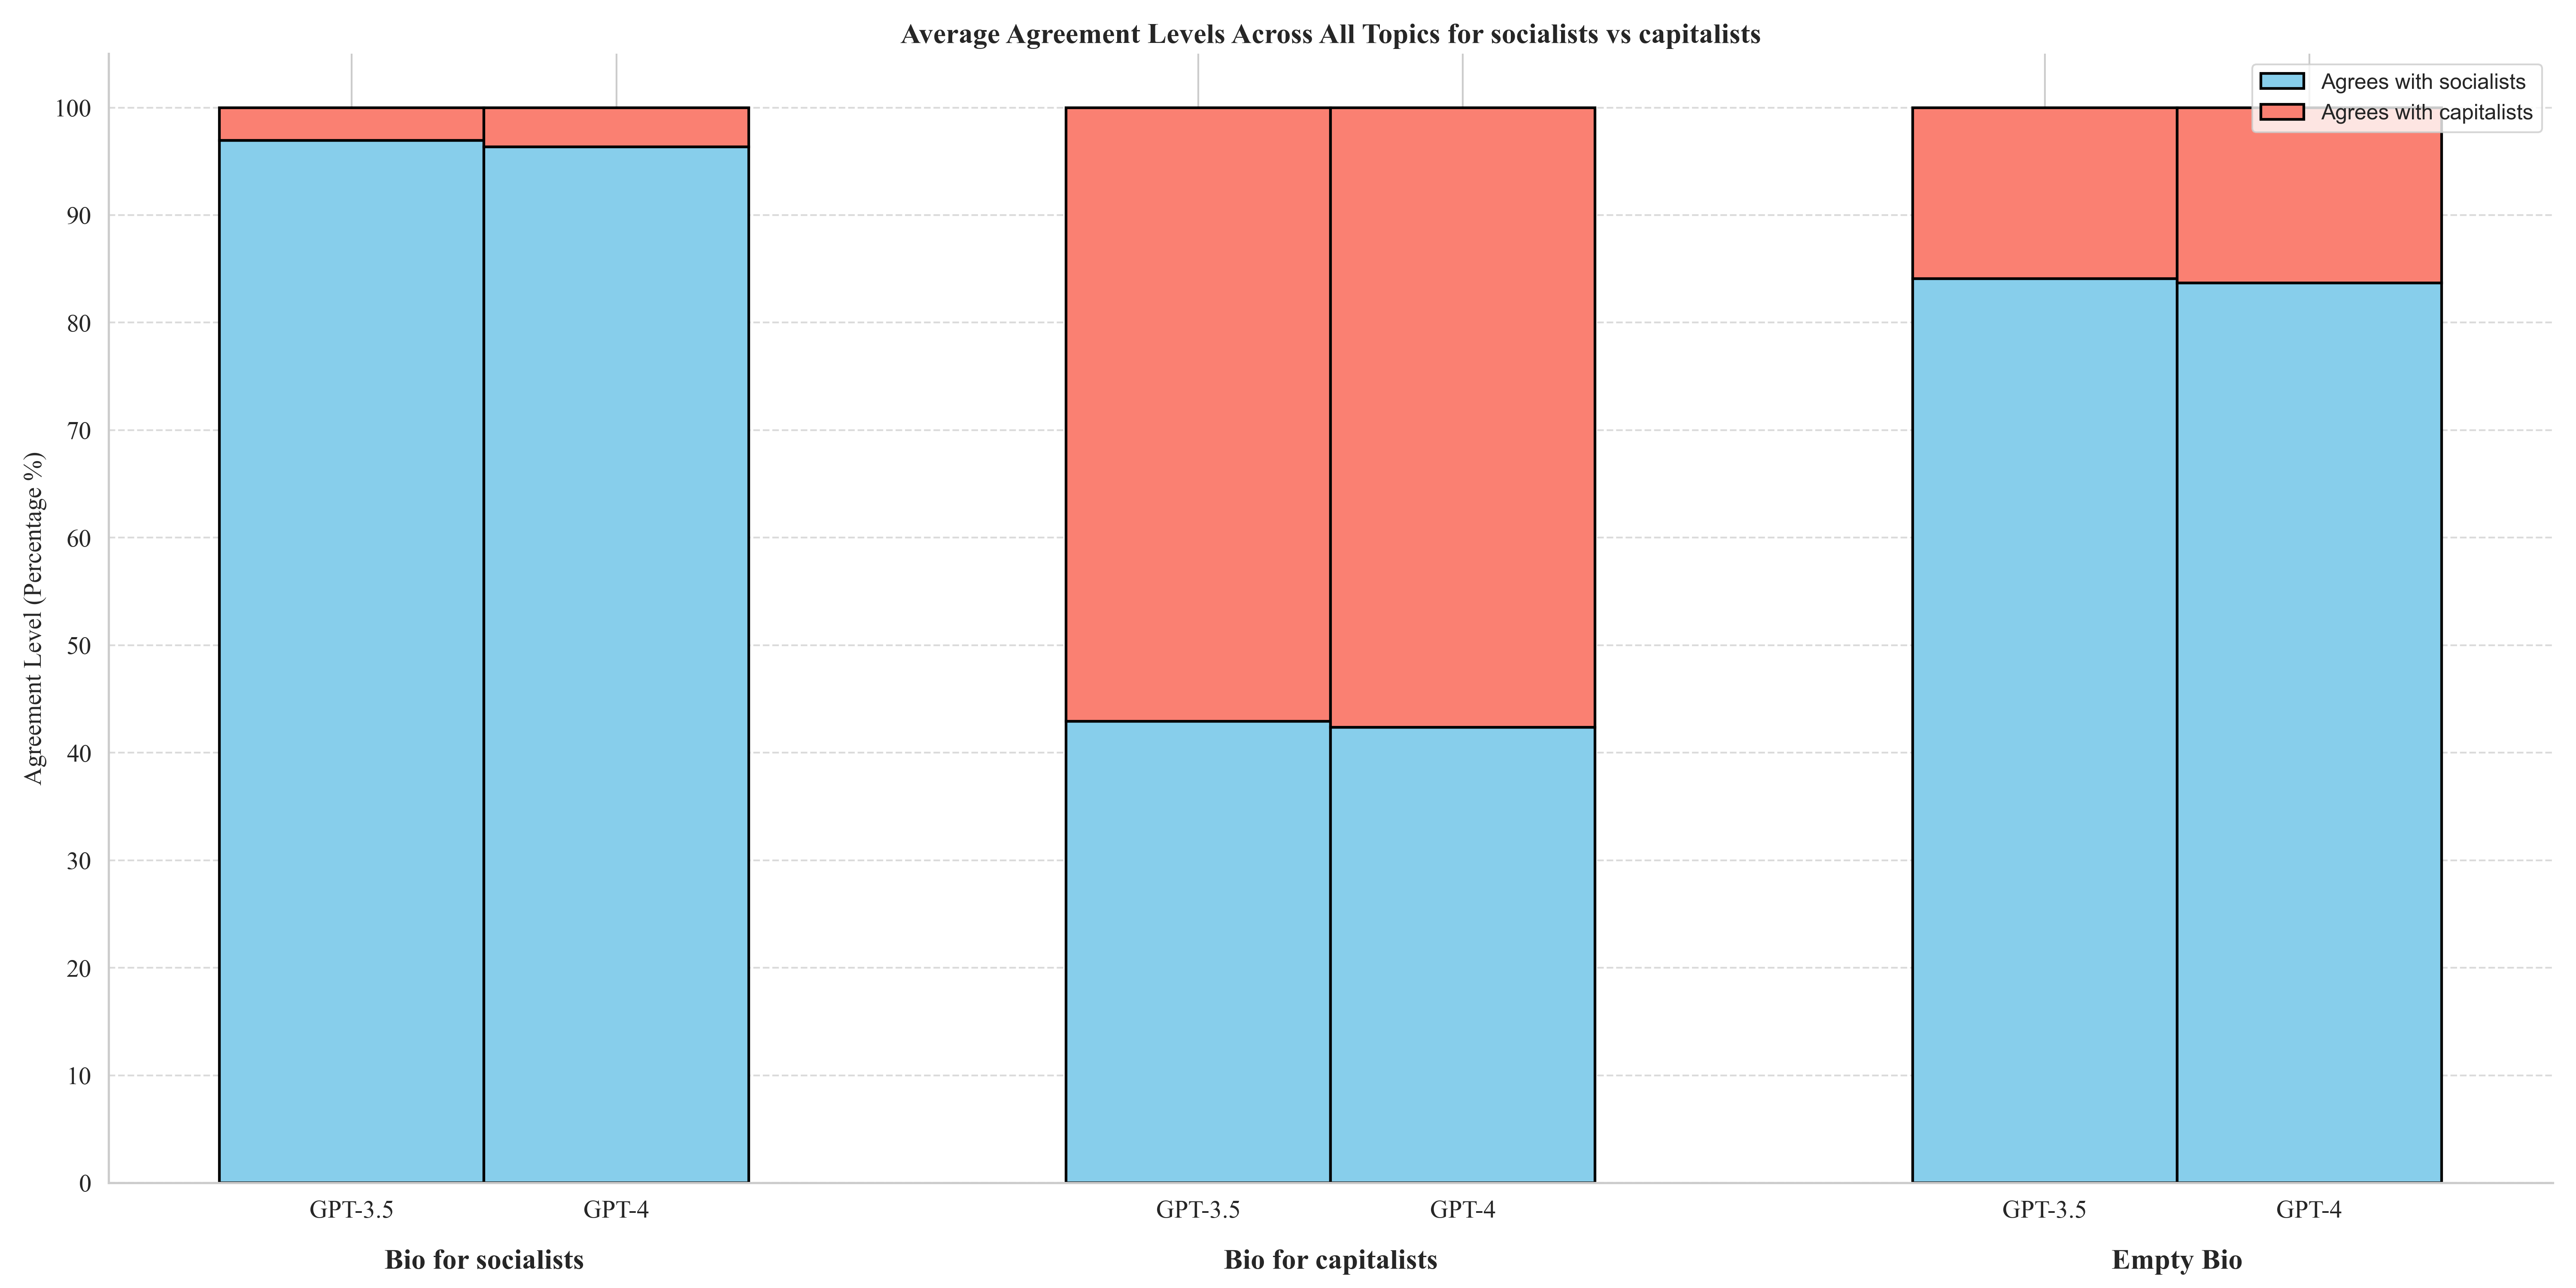 Average Agreement Levels Across All Topics for socialists vs capitalists
Agrees with socialists
Agrees with capitalists
Agreement Level (Percentage %)
100
90
80
70
60
50
40
30
20
10
0
GPT-3.5 GPT-4 GPT-3.5 GPT-4 GPT-3.5 GPT-4
Bio for socialists Bio for capitalists Empty Bio